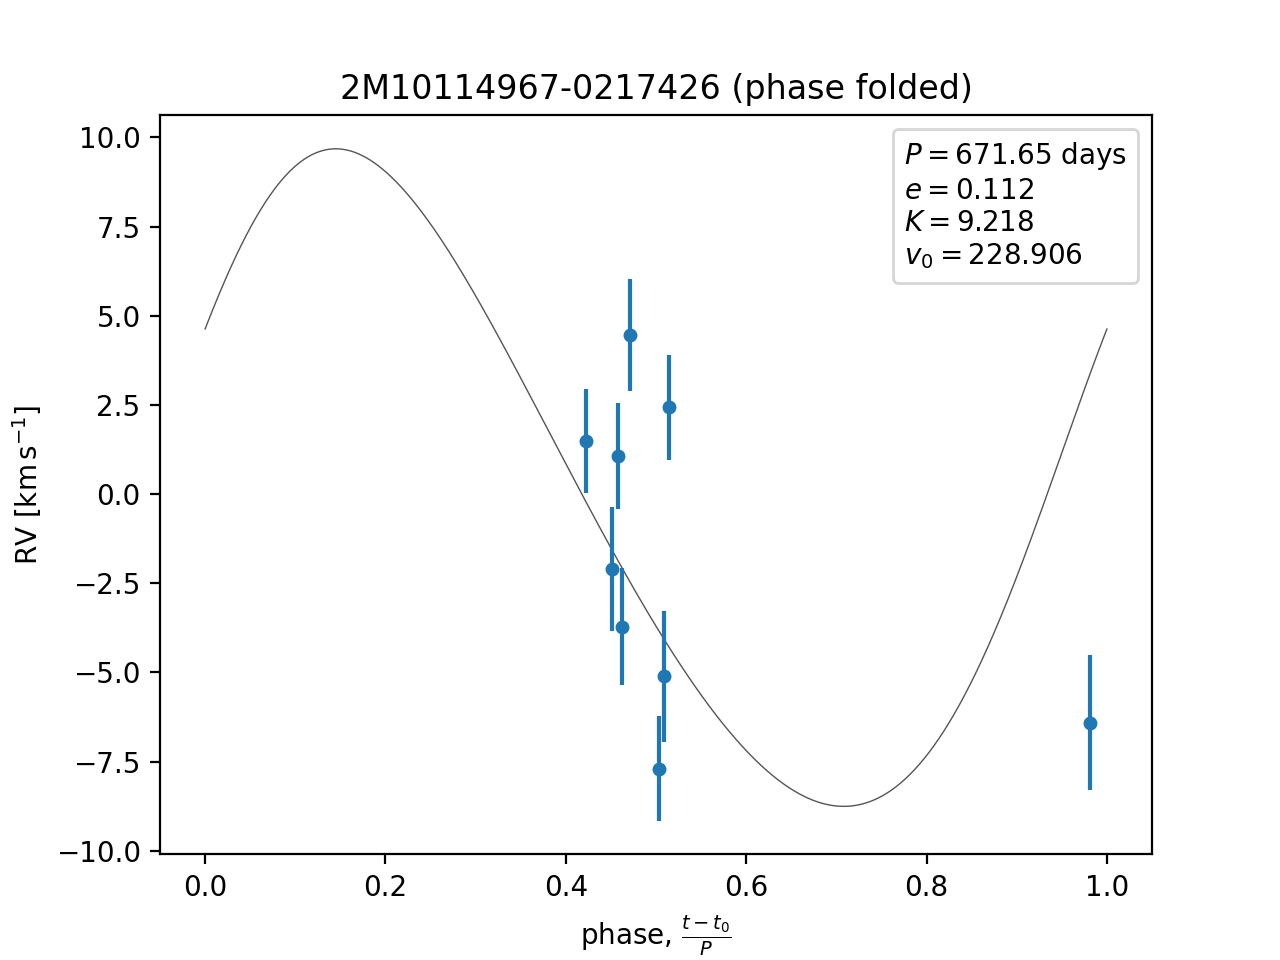 2M10114967-0217426 (phase folded)
P = 671.65 days
e = 0.112
K = 9.218
v₀ = 228.906
10.0
7.5
5.0
2.5
0.0
−2.5
−5.0
−7.5
−10.0
RV [km s⁻¹]
0.0 0.2 0.4 0.6 0.8 1.0
phase, (t − t₀)/P